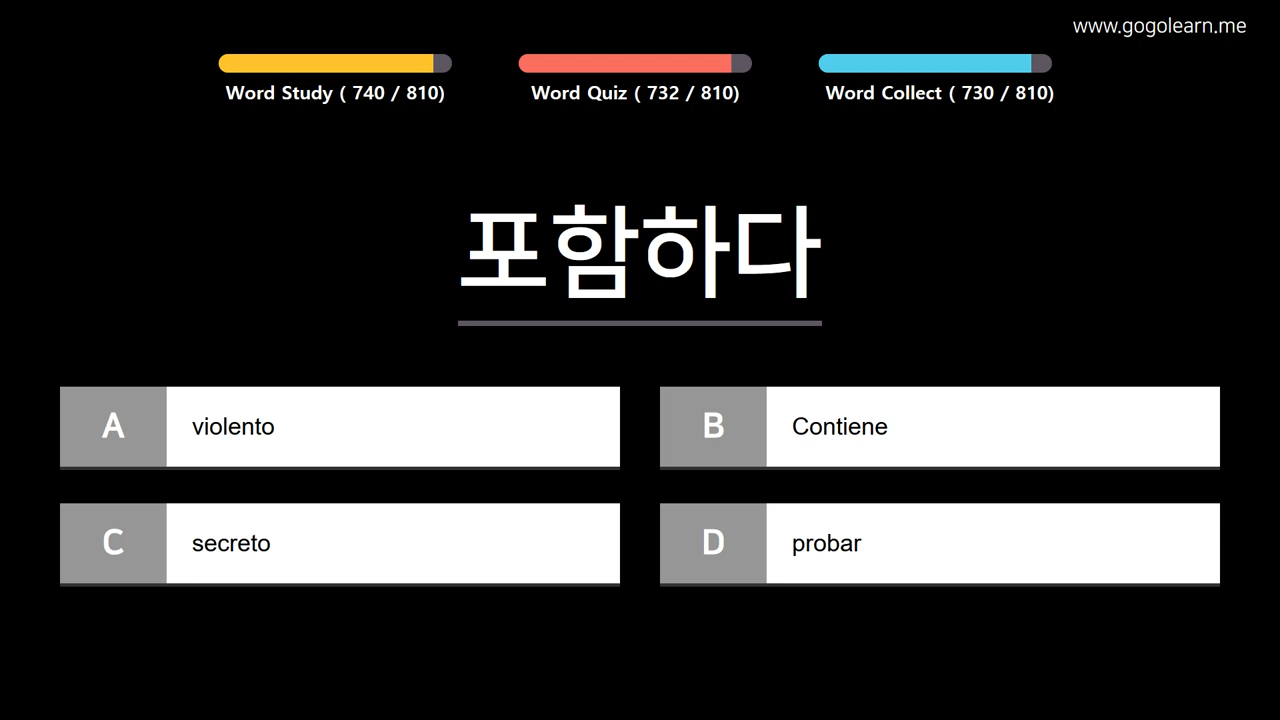 www.gogolearn.me
Word Study ( 740 / 810)
Word Quiz ( 732 / 810)
Word Collect ( 730 / 810)
포함하다
A violento
B Contiene
C secreto
D probar